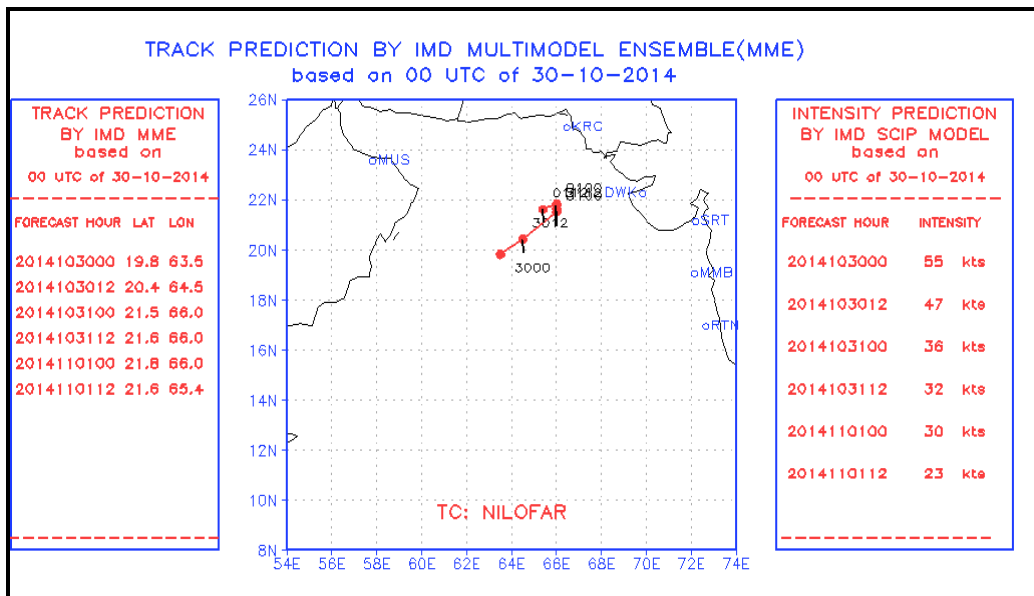 TRACK PREDICTION BY IMD MULTIMODEL ENSEMBLE(MME)
based on 00 UTC of 30-10-2014
TRACK PREDICTION
BY IMD MME
based on
00 UTC of 30-10-2014
FORECAST HOUR LAT LON
2014103000 19.8 63.5
2014103012 20.4 64.5
2014103100 21.5 66.0
2014103112 21.6 66.0
2014110100 21.8 66.0
2014110112 21.6 65.4
26N
24N
22N
20N
18N
16N
14N
12N
10N
8N
54E 56E 58E 60E 62E 64E 66E 68E 70E 72E 74E
oKRC
oMUS
DWKo
oSRT
3012
3000
oMMB
oRTN
TC: NILOFAR
INTENSITY PREDICTION
BY IMD SCIP MODEL
based on
00 UTC of 30-10-2014
FORECAST HOUR INTENSITY
2014103000 55 kts
2014103012 47 kts
2014103100 36 kts
2014103112 32 kts
2014110100 30 kts
2014110112 23 kts